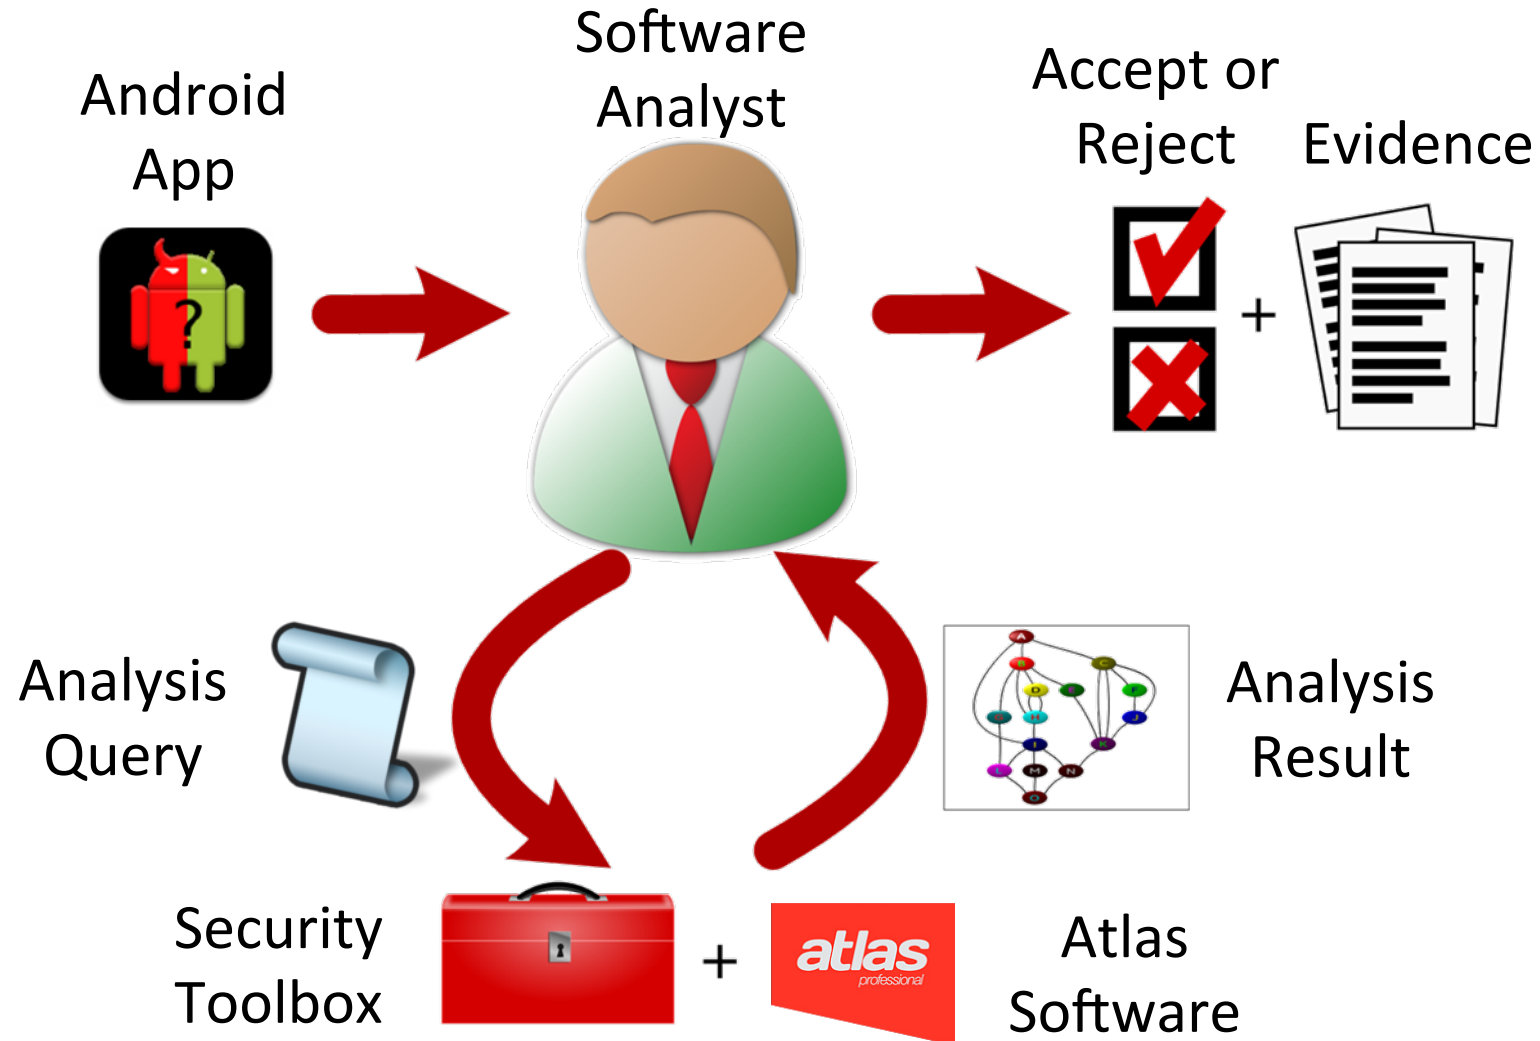 Software
Analyst
Android
App
Accept or
Reject
Evidence
?
+
Analysis
Query
A
B
C
D
F
H
J
I
K
L
M
N
O
Analysis
Result
Security
Toolbox
+
atlas
professional
Atlas
Software